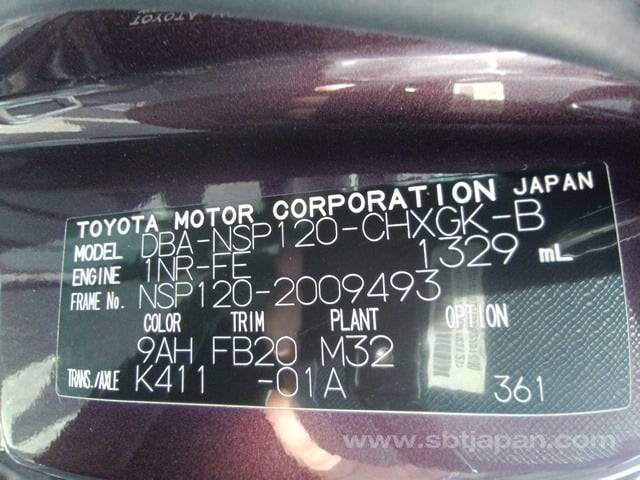 TOYOTA MOTOR CORPORATION JAPAN
MODEL DBA-NSP120-CHXGK-B
ENGINE 1NR-FE 1329 mL
FRAME No. NSP120-2009493
COLOR TRIM PLANT OPTION
9AH FB20 M32
TRANS./AXLE K411 -01A 361
www.sbtjapan.com